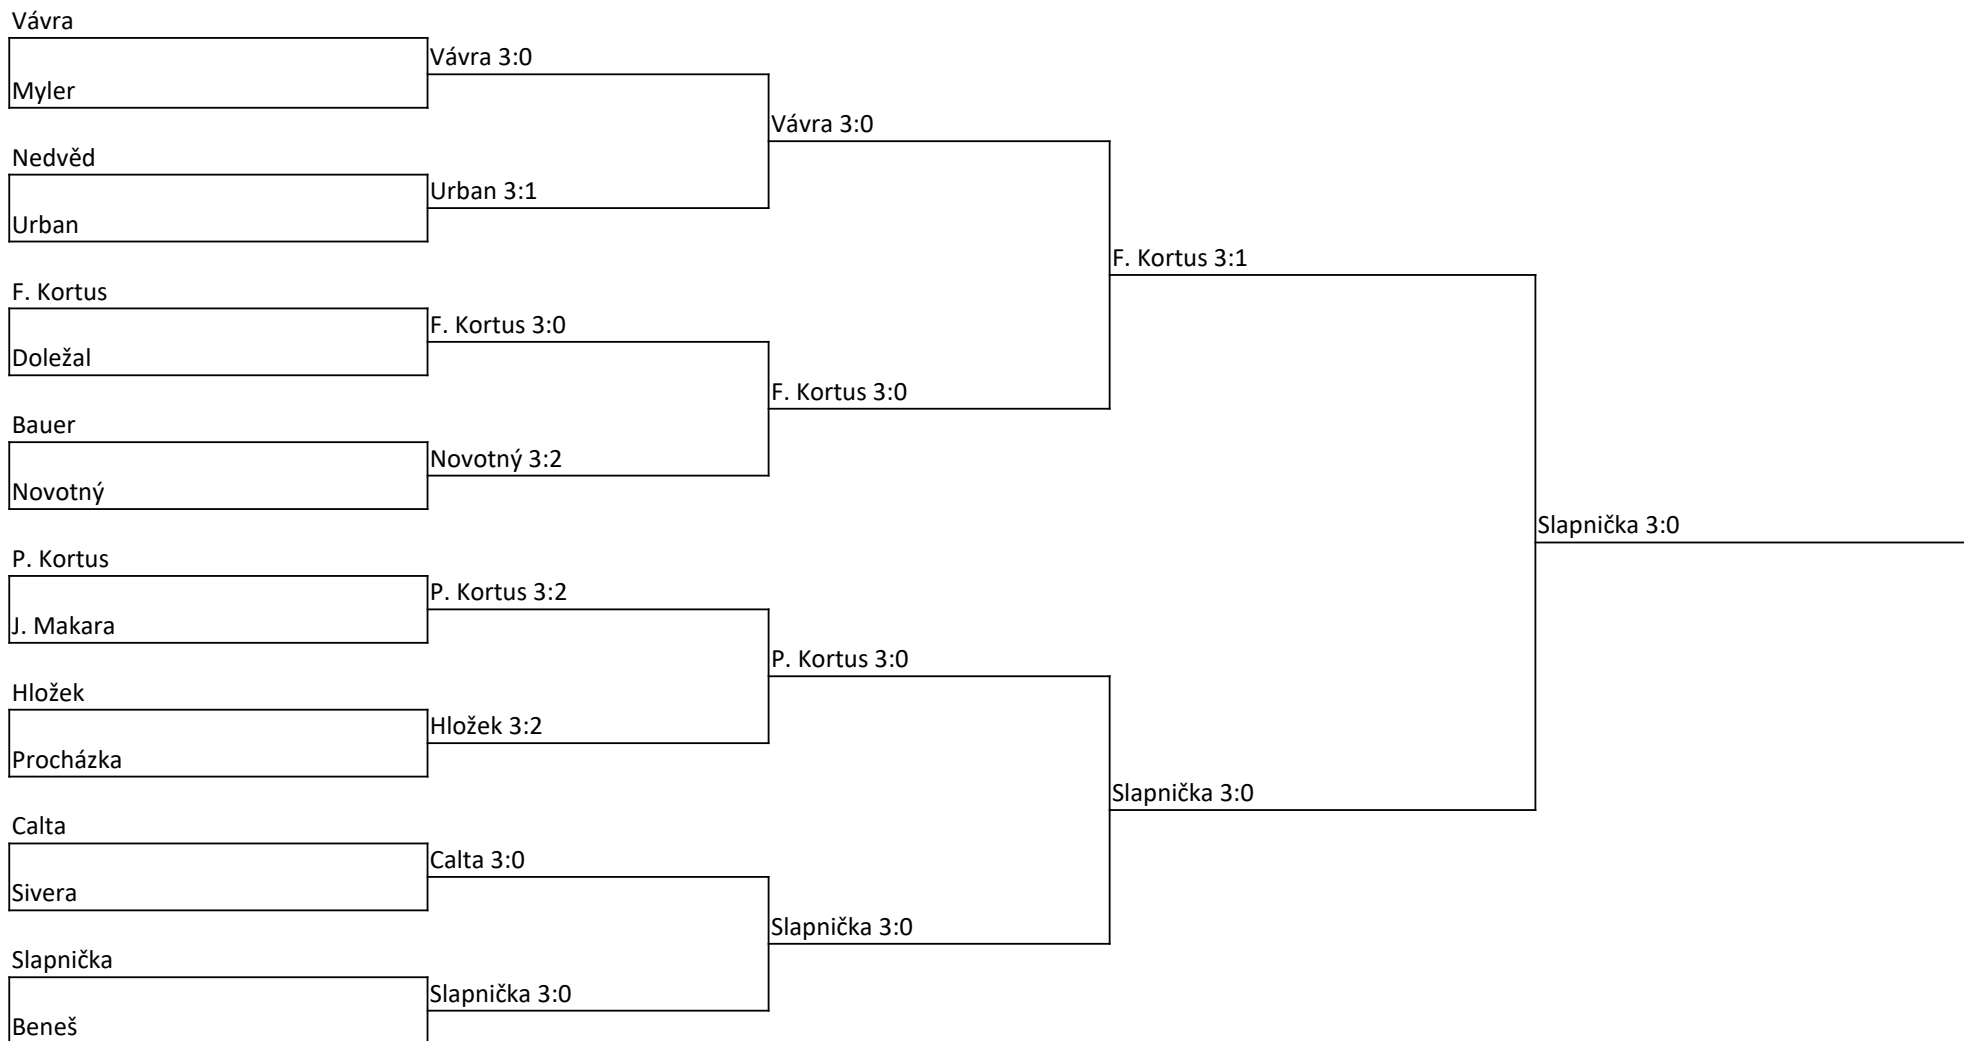 Vávra
Vávra 3:0
Myler
Vávra 3:0
Nedvěd
Urban 3:1
Urban
F. Kortus 3:1
F. Kortus
F. Kortus 3:0
Doležal
F. Kortus 3:0
Bauer
Novotný 3:2
Novotný
Slapnička 3:0
P. Kortus
P. Kortus 3:2
J. Makara
P. Kortus 3:0
Hložek
Hložek 3:2
Procházka
Slapnička 3:0
Calta
Calta 3:0
Sivera
Slapnička 3:0
Slapnička
Slapnička 3:0
Beneš